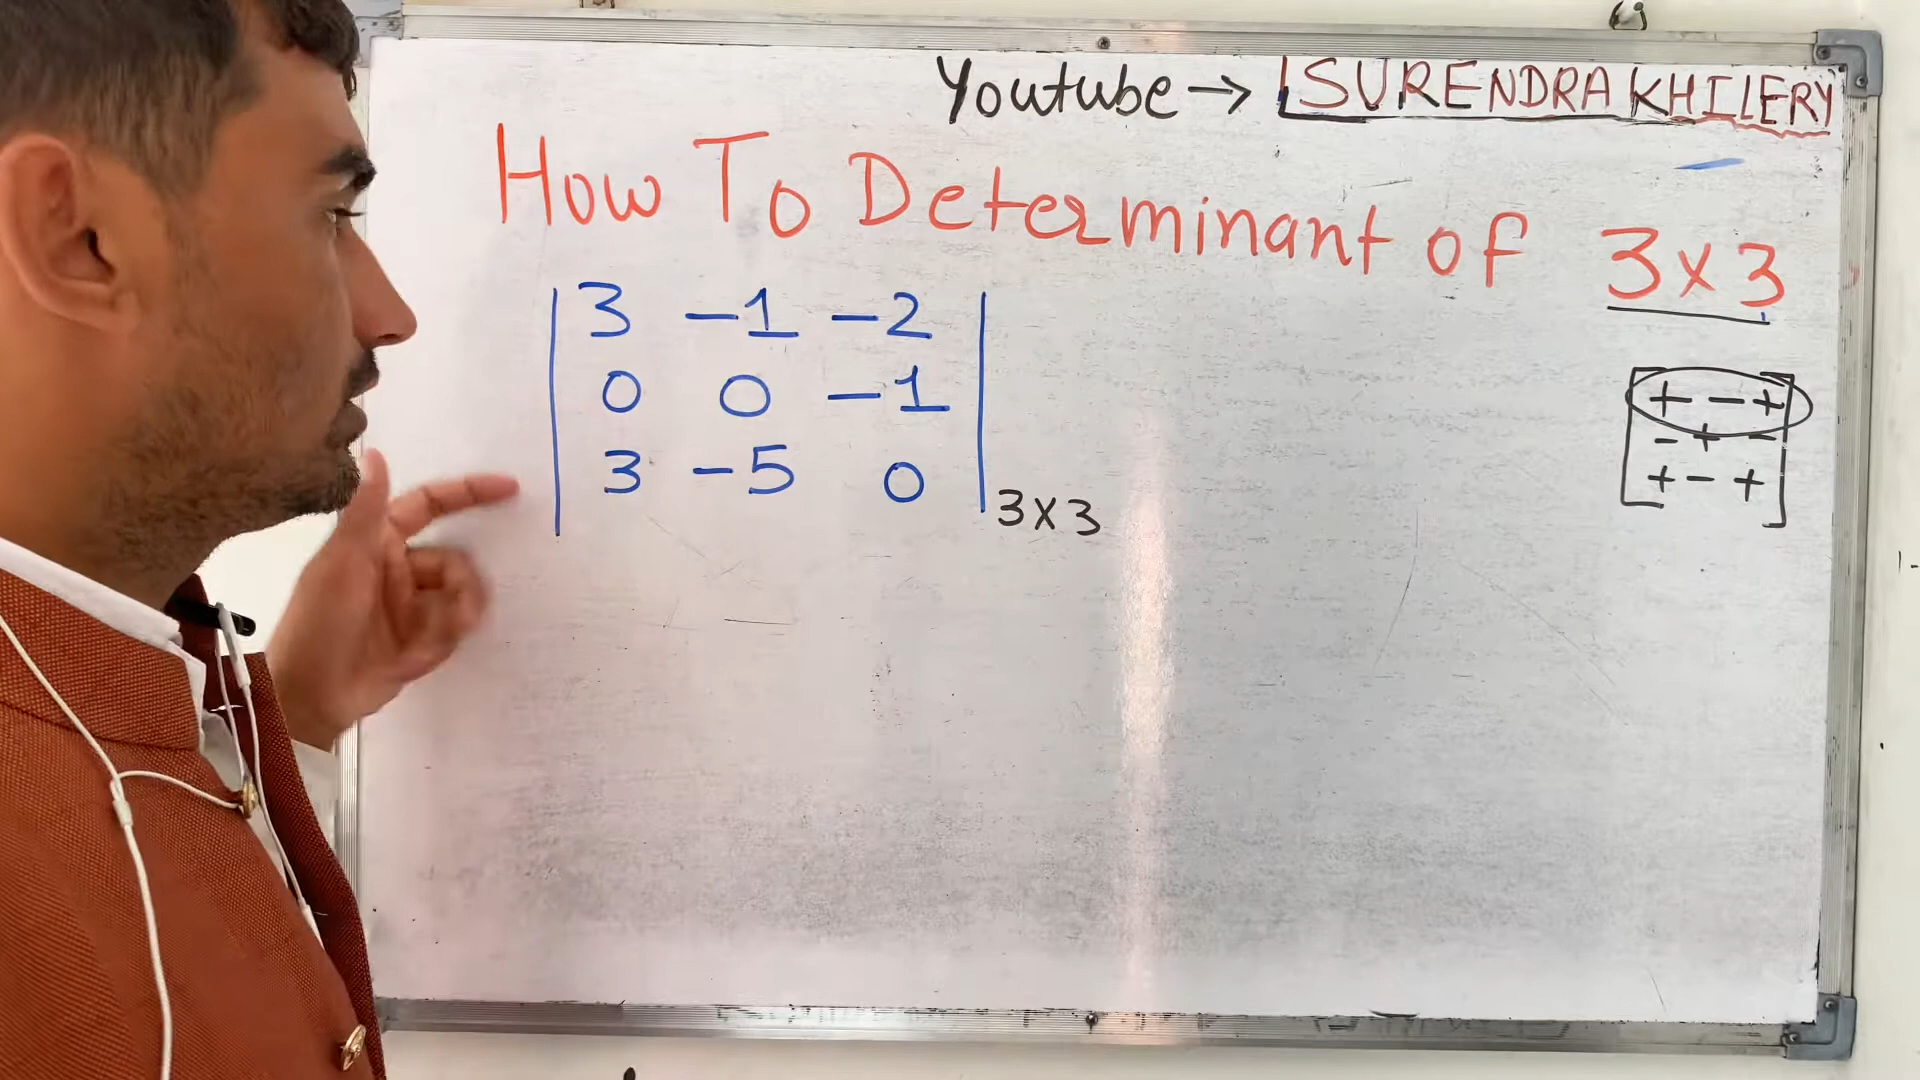 Youtube → SURENDRA KHILERY
How To Determinant of 3x3
3 -1 -2
0 0 -1
3 -5 0
3x3
+ - +
- + -
+ - +